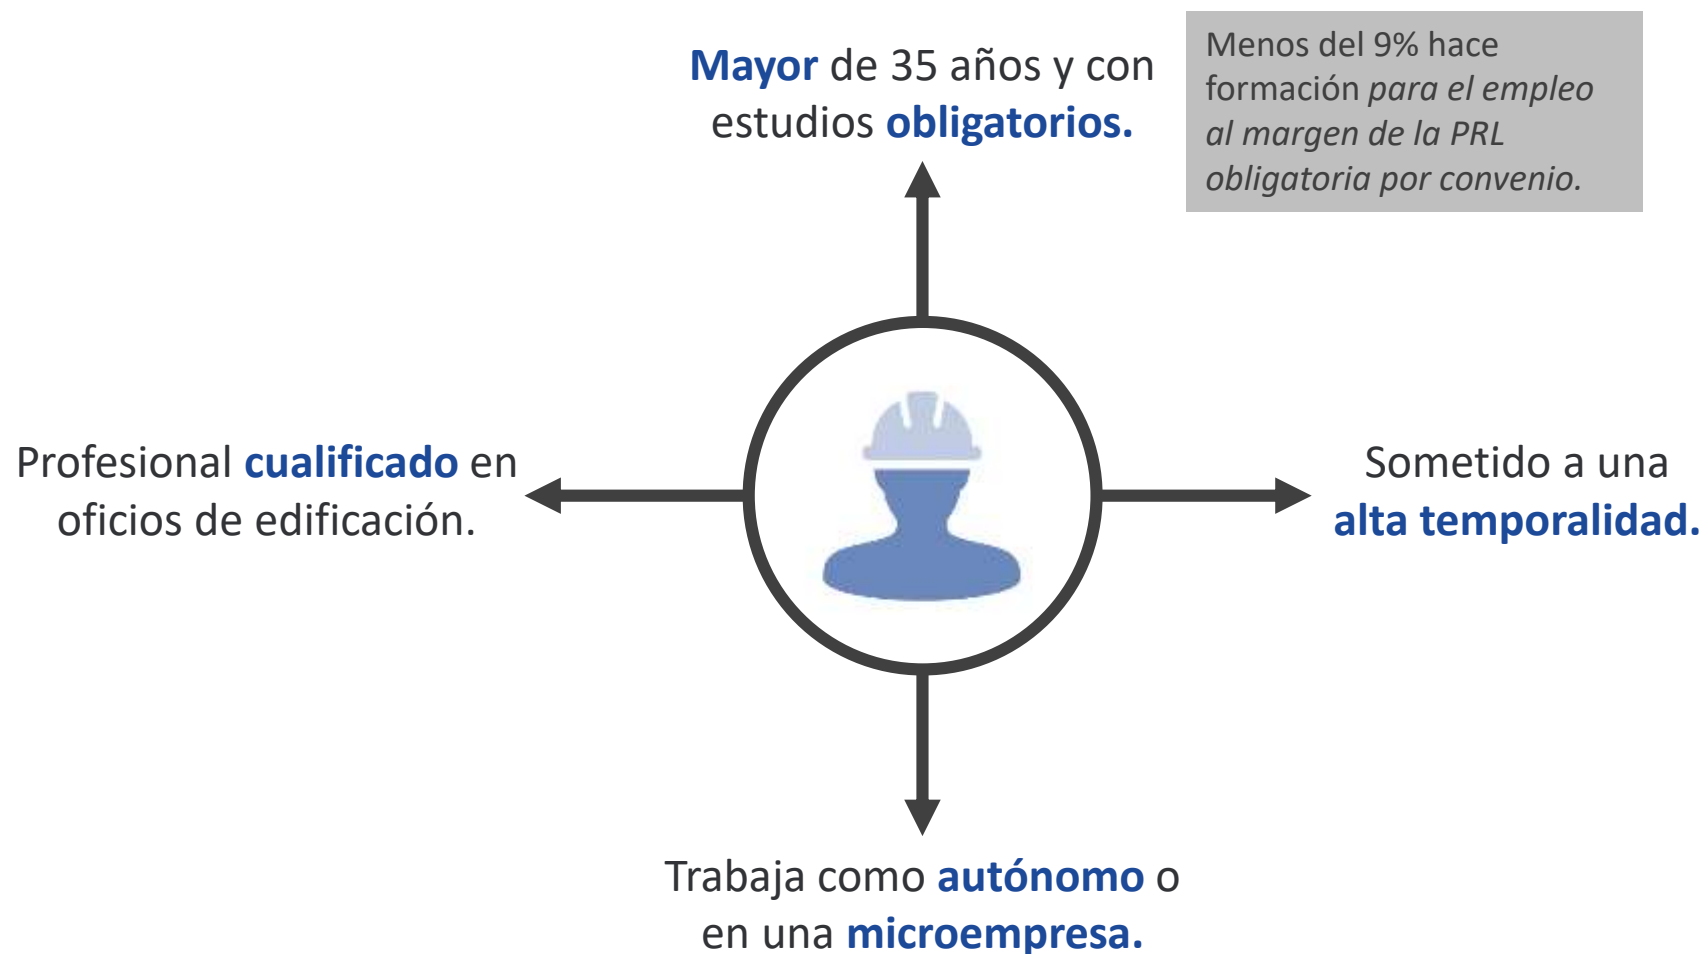 Mayor de 35 años y con
estudios obligatorios.
Menos del 9% hace
formación para el empleo
al margen de la PRL
obligatoria por convenio.
Profesional cualificado en
oficios de edificación.
Sometido a una
alta temporalidad.
Trabaja como autónomo o
en una microempresa.